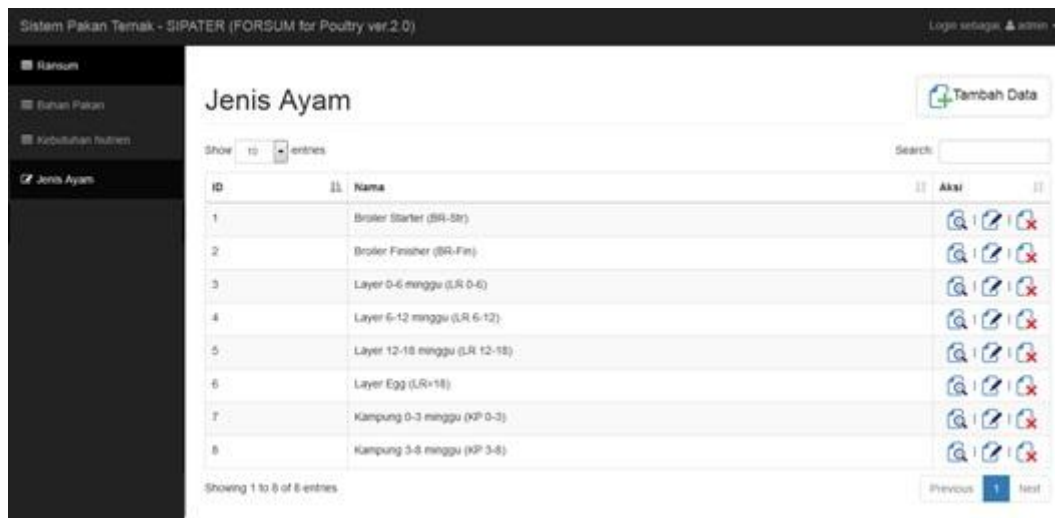 Sistem Pakan Ternak - SIPATER (FORSUM for Poultry ver.2.0)
Login sebagai: admin
Ransum
Bahan Pakan
Kebutuhan Nutrien
Jenis Ayam
Jenis Ayam
Tambah Data
Show 10 entries
Search:
ID Nama Aksi
1 Broiler Starter (BR-Str)
2 Broiler Finisher (BR-Fin)
3 Layer 0-6 minggu (LR 0-6)
4 Layer 6-12 minggu (LR 6-12)
5 Layer 12-18 minggu (LR 12-18)
6 Layer Egg (LR>18)
7 Kampung 0-3 minggu (KP 0-3)
8 Kampung 3-8 minggu (KP 3-8)
Showing 1 to 8 of 8 entries
Previous 1 Next